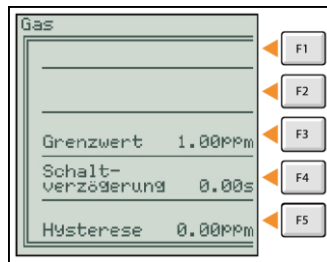 Gas
F1
F2
Grenzwert 1.00ppm
F3
Schalt-
verzögerung 0.00s
F4
Hysterese 0.00ppm
F5